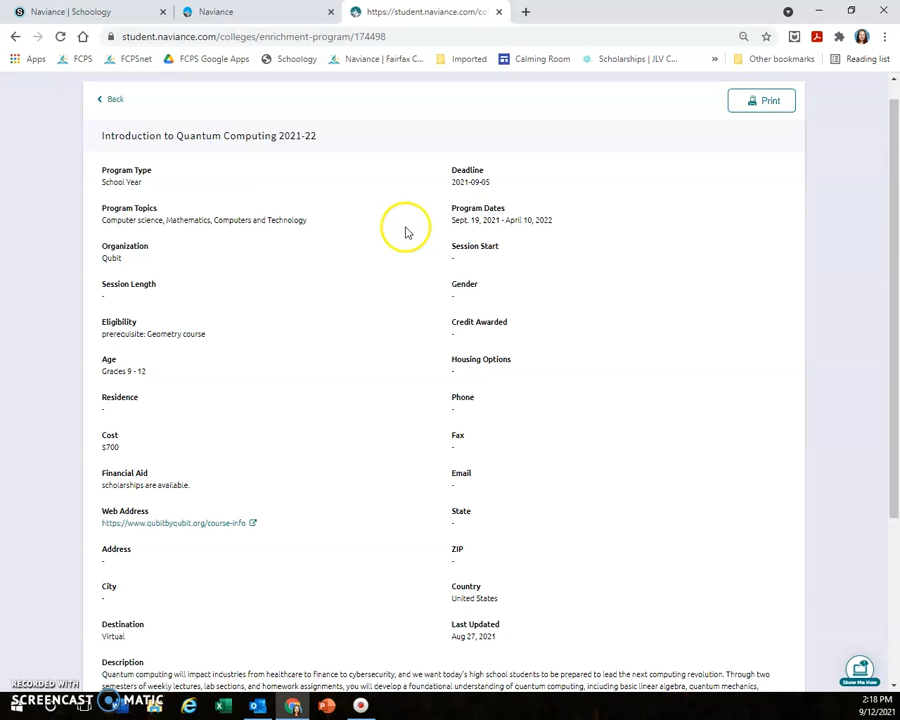 Naviance | Schoology
Naviance
https://student.naviance.com/co
student.naviance.com/colleges/enrichment-program/174498
Apps FCPS FCPSnet FCPS Google Apps Schoology Naviance | Fairfax C... Imported Calming Room Scholarships | JLV C... » Other bookmarks Reading list
Back
Print
Introduction to Quantum Computing 2021-22
Program Type Deadline
School Year 2021-09-05
Program Topics Program Dates
Computer science, Mathematics, Computers and Technology Sept. 19, 2021 - April 10, 2022
Organization Session Start
Qubit -
Session Length Gender
- -
Eligibility Credit Awarded
prerequisite: Geometry course -
Age Housing Options
Grades 9 - 12 -
Residence Phone
- -
Cost Fax
$700 -
Financial Aid Email
scholarships are available. -
Web Address State
https://www.qubitbyqubit.org/course-info -
Address ZIP
- -
City Country
- United States
Destination Last Updated
Virtual Aug 27, 2021
Description
Quantum computing will impact industries from healthcare to finance to cybersecurity, and we want today's high school students to be prepared to lead the next computing revolution. Through two
semesters of weekly lectures, lab sections, and homework assignments, you will develop a foundational understanding of quantum computing, including basic linear algebra, quantum mechanics,
Show Me Now
RECORDED WITH
SCREENCAST MATIC
2:18 PM
9/12/2021